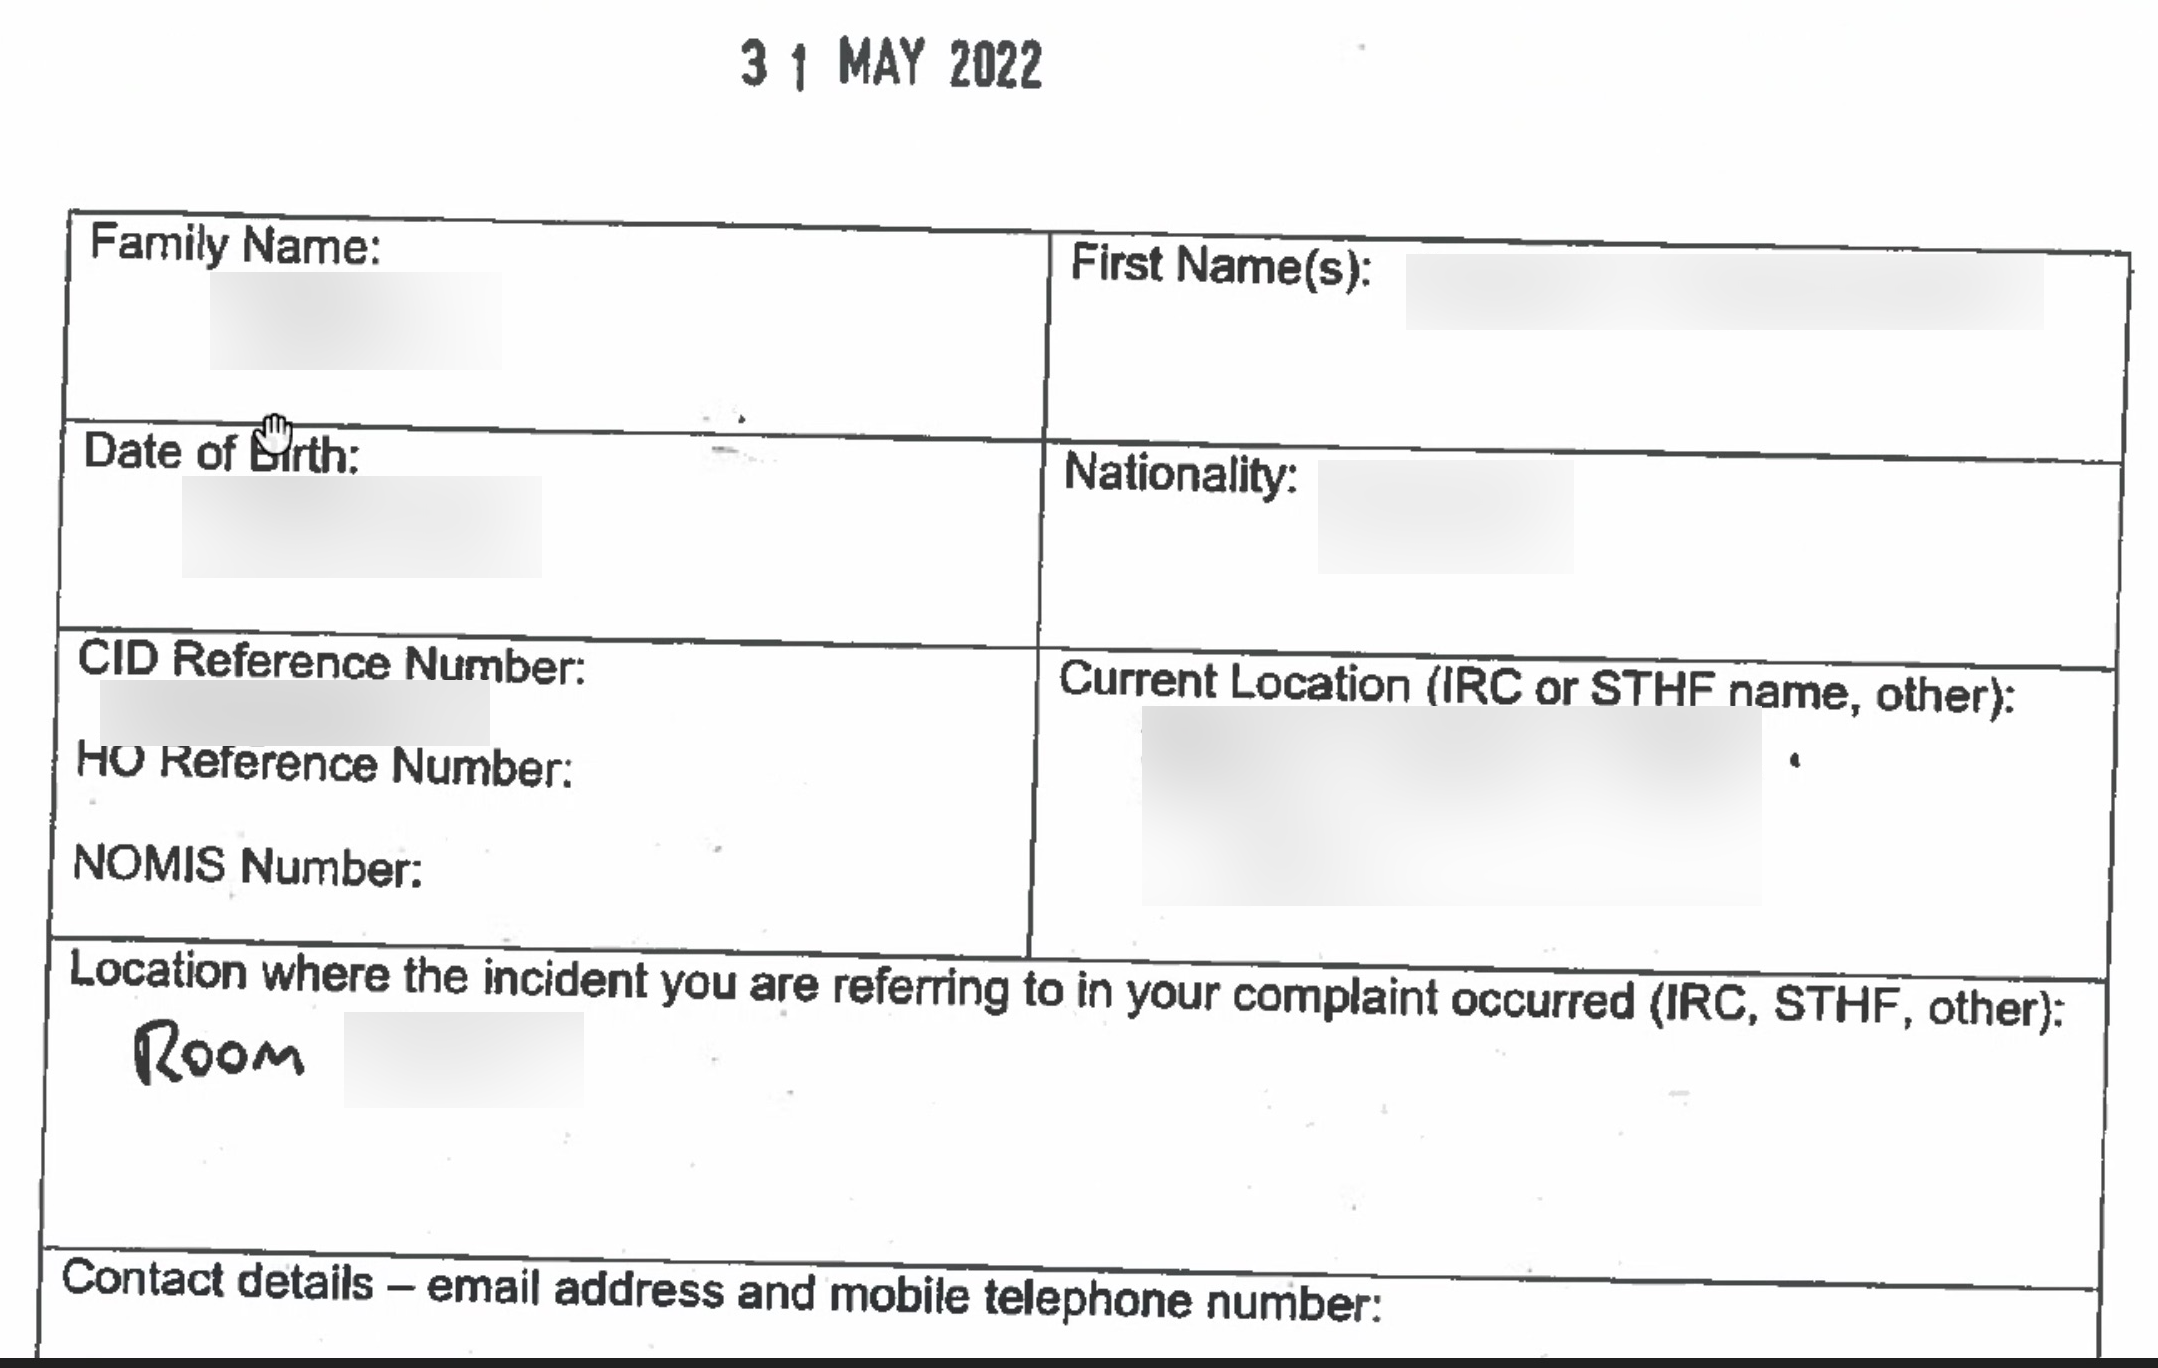 31 MAY 2022
Family Name:
First Name(s):
Date of Birth:
Nationality:
CID Reference Number:
HO Reference Number:
NOMIS Number:
Current Location (IRC or STHF name, other):
Location where the incident you are referring to in your complaint occurred (IRC, STHF, other):
ROOM
Contact details – email address and mobile telephone number: